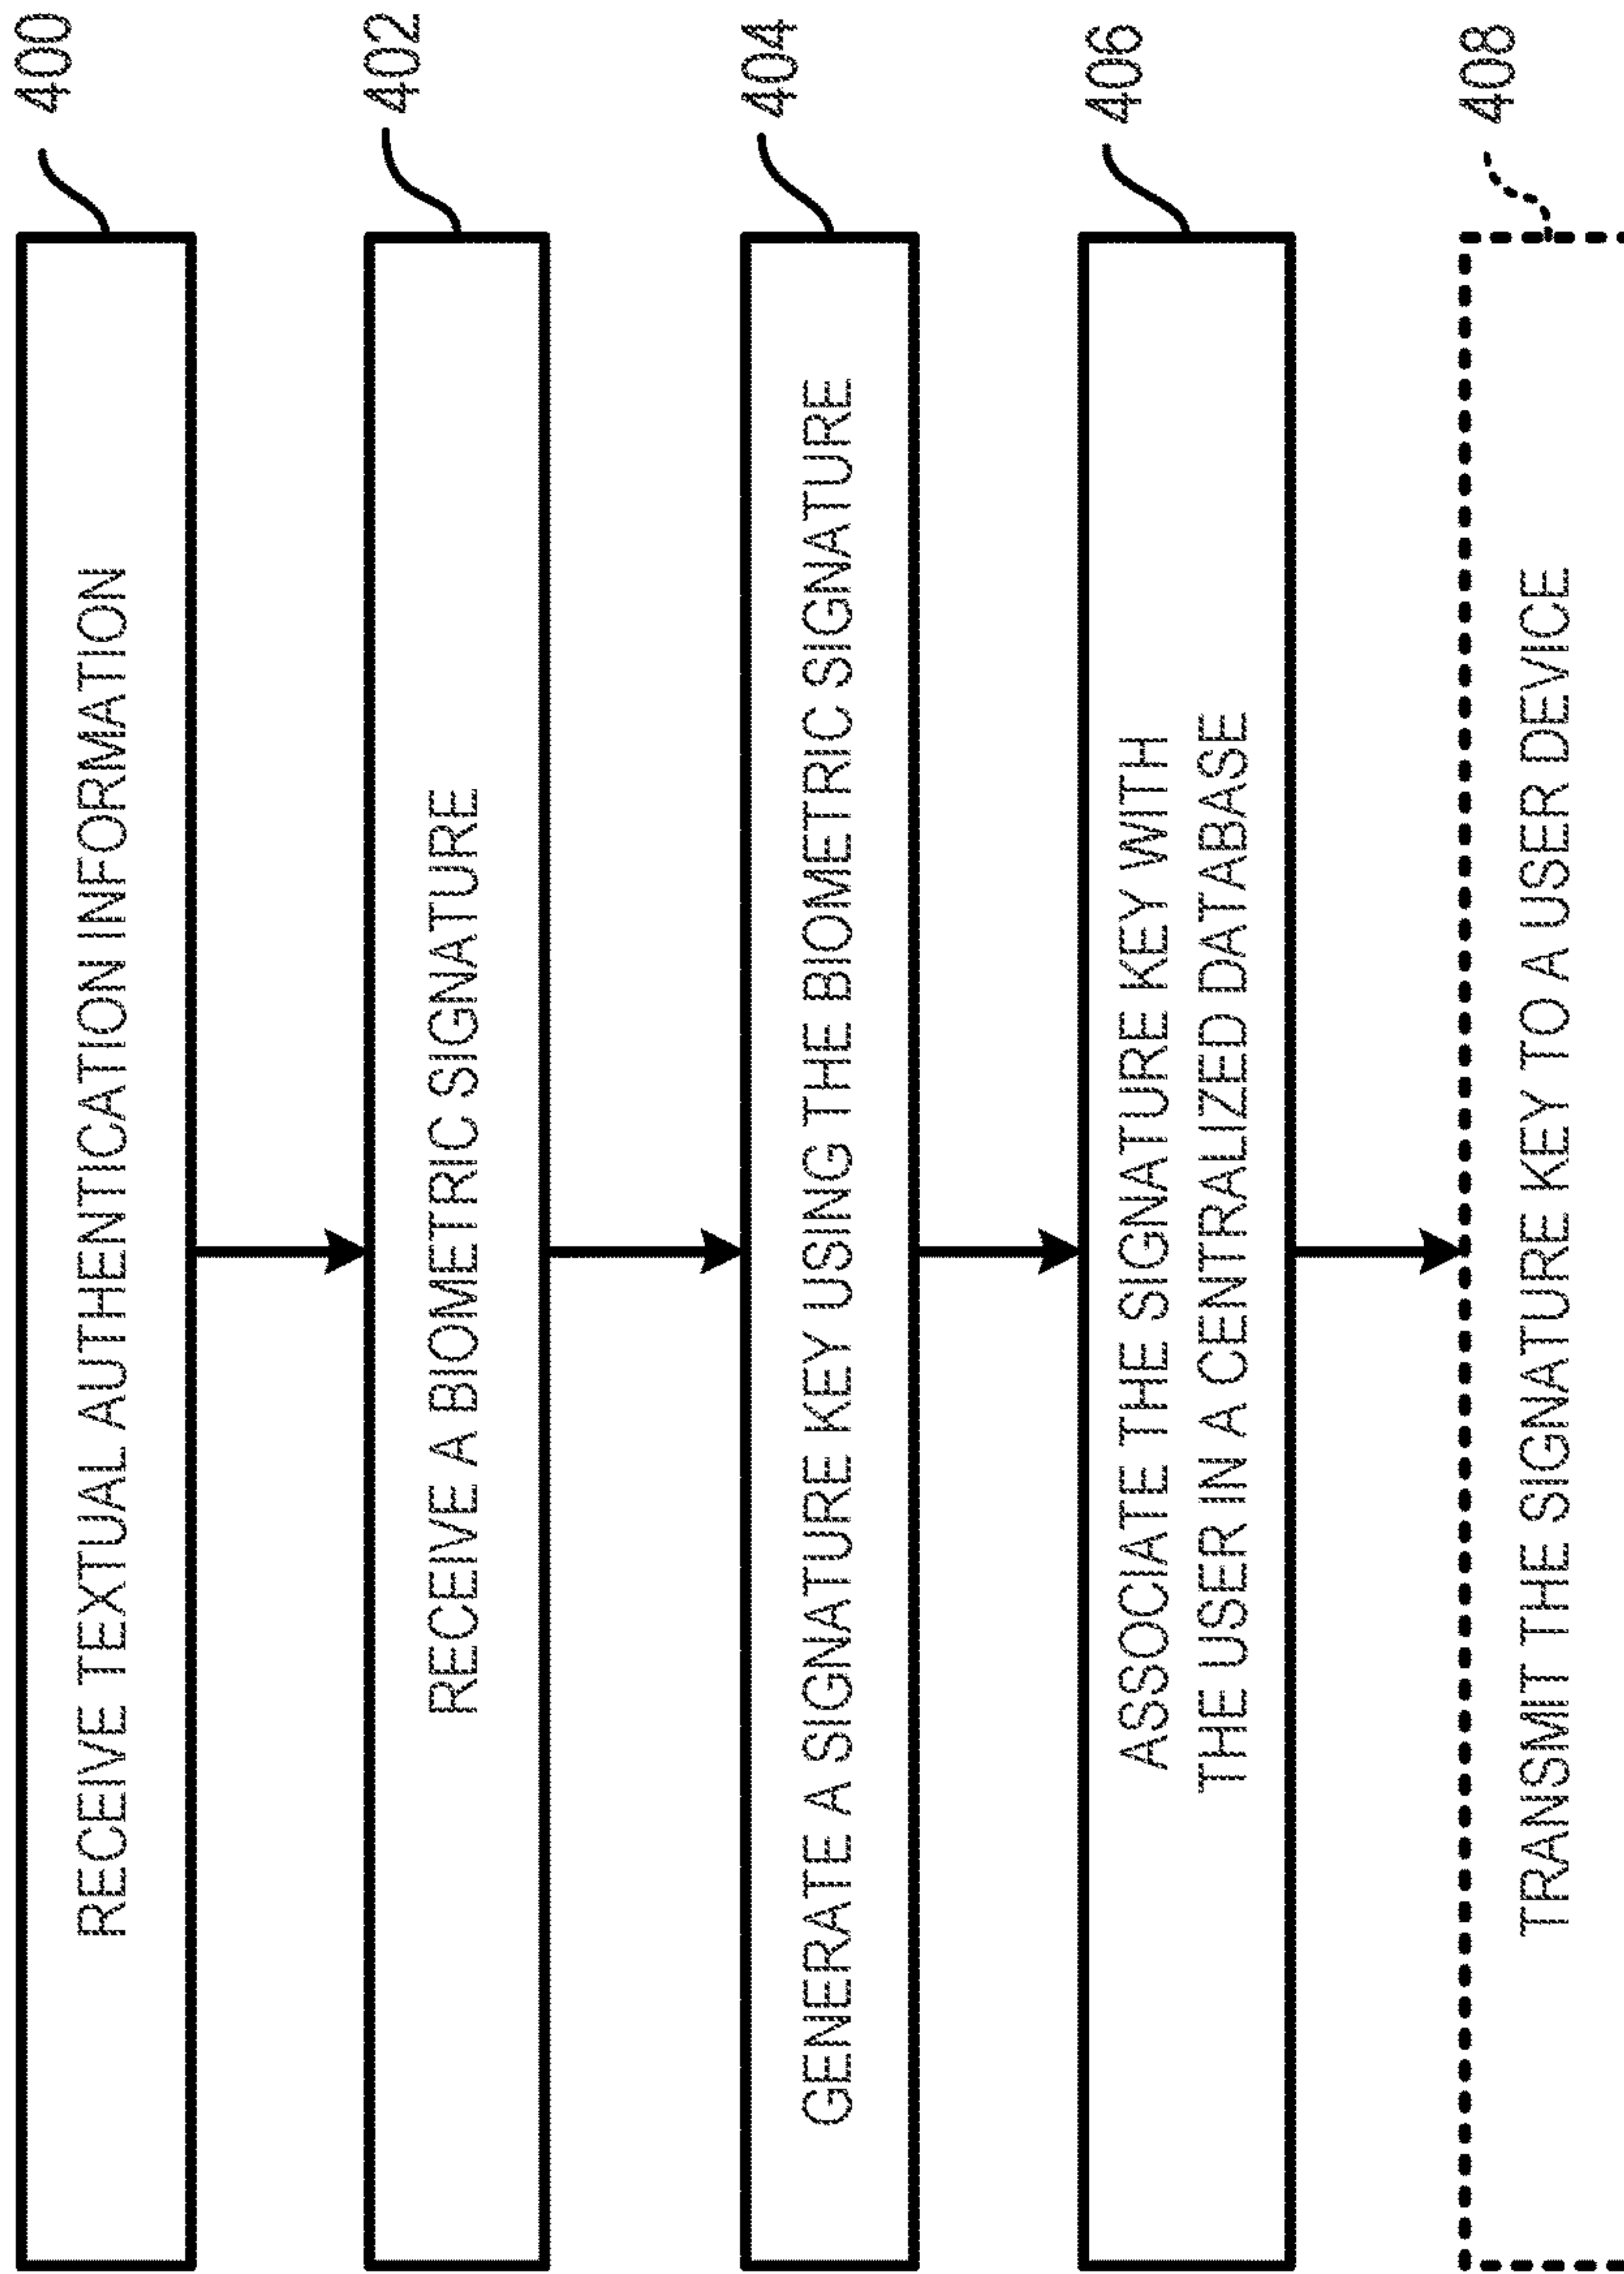 RECEIVE TEXTUAL AUTHENTICATION INFORMATION
400
RECEIVE A BIOMETRIC SIGNATURE
402
GENERATE A SIGNATURE KEY USING THE BIOMETRIC SIGNATURE
404
ASSOCIATE THE SIGNATURE KEY WITH
THE USER IN A CENTRALIZED DATABASE
406
TRANSMIT THE SIGNATURE KEY TO A USER DEVICE
408